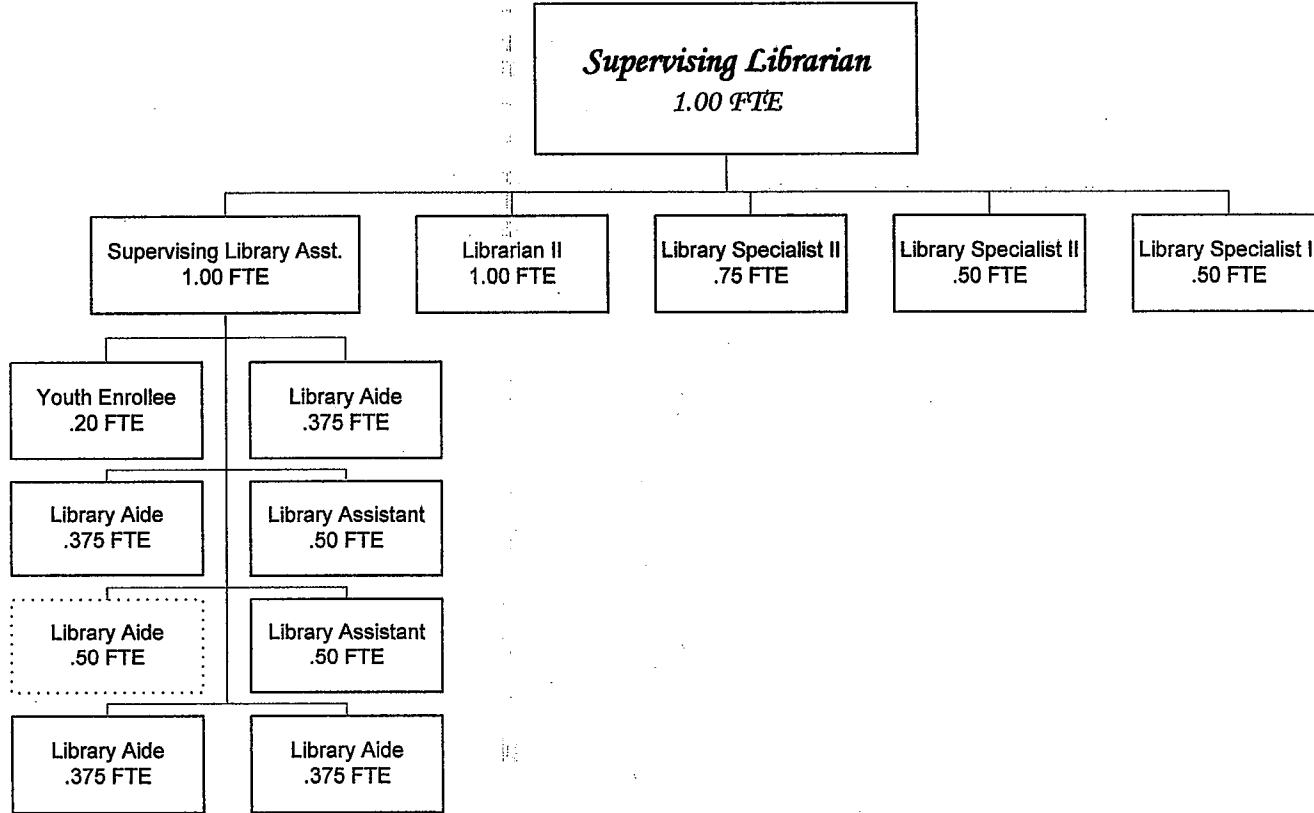 Supervising Librarian
1.00 FTE
Supervising Library Asst.
1.00 FTE
Librarian II
1.00 FTE
Library Specialist II
.75 FTE
Library Specialist II
.50 FTE
Library Specialist I
.50 FTE
Youth Enrollee
.20 FTE
Library Aide
.375 FTE
Library Aide
.375 FTE
Library Assistant
.50 FTE
Library Aide
.50 FTE
Library Assistant
.50 FTE
Library Aide
.375 FTE
Library Aide
.375 FTE